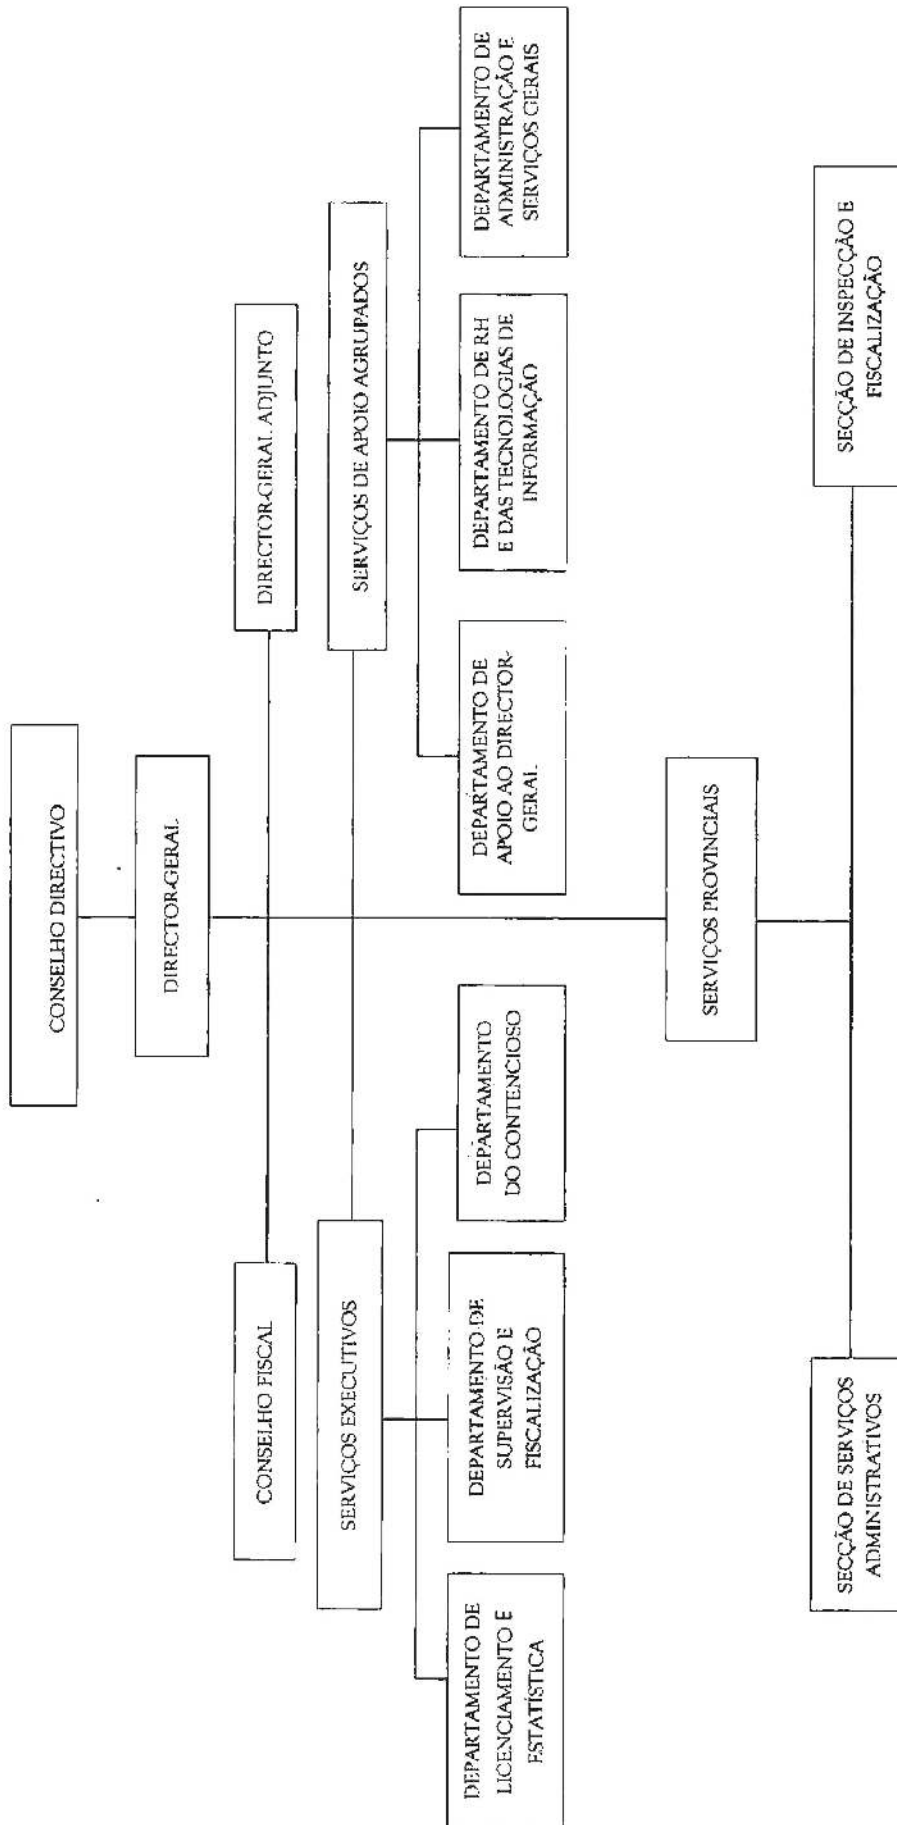 CONSELHO DIRECTIVO
DIRECTOR-GERAL
CONSELHO FISCAL
DIRECTOR-GERAL ADJUNTO
SERVIÇOS EXECUTIVOS
SERVIÇOS DE APOIO AGRUPADOS
DEPARTAMENTO DE
LICENCIAMENTO E
ESTATÍSTICA
DEPARTAMENTO DE
SUPERVISÃO E
FISCALIZAÇÃO
DEPARTAMENTO
DO CONTENCIOSO
DEPARTAMENTO DE
APOIO AO DIRECTOR-
GERAL
DEPARTAMENTO DE RH
E DAS TECNOLOGIAS DE
INFORMAÇÃO
DEPARTAMENTO DE
ADMINISTRAÇÃO E
SERVIÇOS GERAIS
SERVIÇOS PROVINCIAIS
SECÇÃO DE SERVIÇOS
ADMINISTRATIVOS
SECÇÃO DE INSPECÇÃO E
FISCALIZAÇÃO